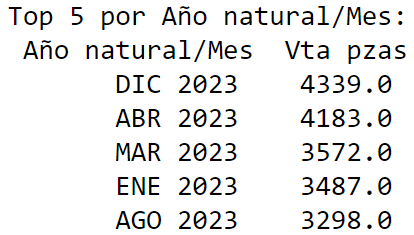 Top 5 por Año natural/Mes:
Año natural/Mes Vta pzas
DIC 2023 4339.0
ABR 2023 4183.0
MAR 2023 3572.0
ENE 2023 3487.0
AGO 2023 3298.0